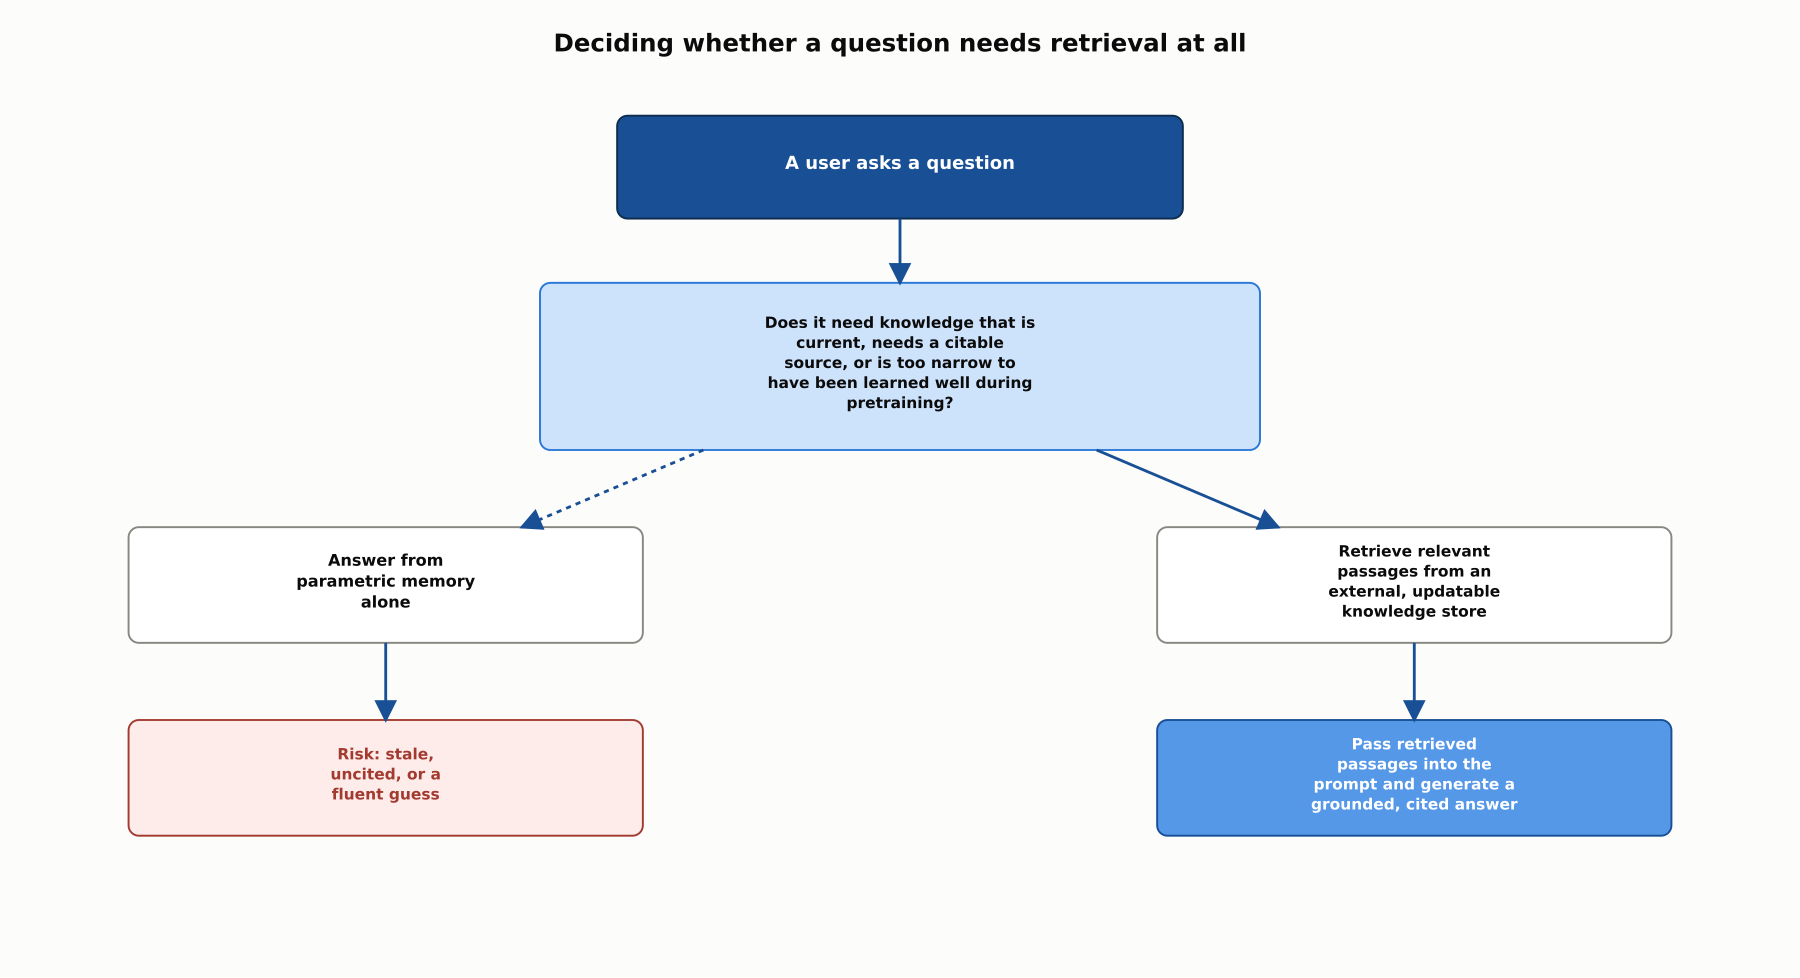 Deciding whether a question needs retrieval at all
A user asks a question
Does it need knowledge that is
current, needs a citable
source, or is too narrow to
have been learned well during
pretraining?
Answer from
parametric memory
alone
Retrieve relevant
passages from an
external, updatable
knowledge store
Risk: stale,
uncited, or a
fluent guess
Pass retrieved
passages into the
prompt and generate a
grounded, cited answer